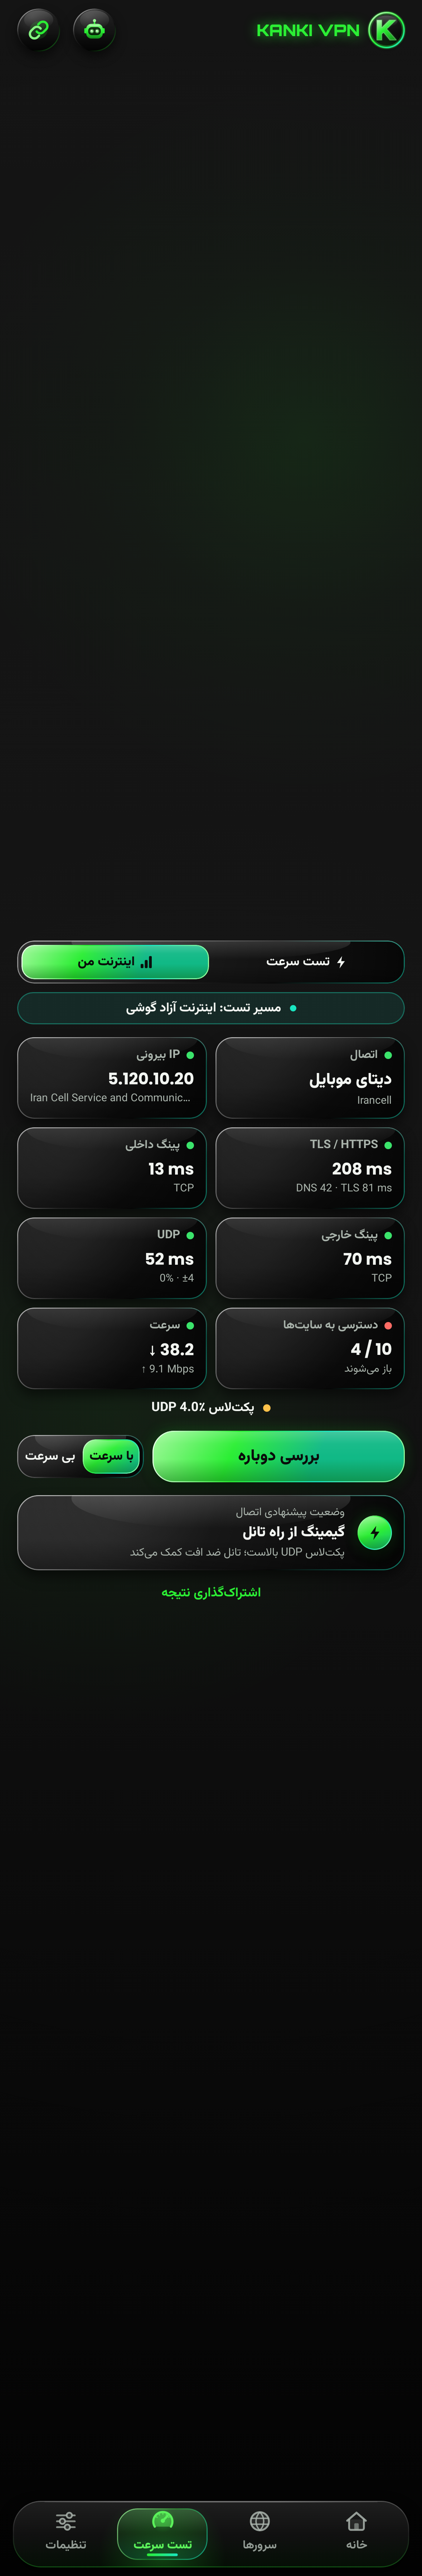 KANKI VPN
تست سرعت
اینترنت من
مسیر تست: اینترنت آزاد گوشی
اتصال
دیتای موبایل
Irancell
IP بیرونی
5.120.10.20
Iran Cell Service and Communic...
TLS / HTTPS
208 ms
DNS 42 · TLS 81 ms
پینگ داخلی
13 ms
TCP
پینگ خارجی
70 ms
TCP
UDP
52 ms
0% · ±4
دسترسی به سایت‌ها
4 / 10
باز می‌شوند
سرعت
↓ 38.2
↑ 9.1 Mbps
پکت‌لاس UDP 4.0٪
بررسی دوباره
با سرعت
بی سرعت
وضعیت پیشنهادی اتصال
گیمینگ از راه تانل
پکت‌لاس UDP بالاست؛ تانل ضد افت کمک می‌کند
اشتراک‌گذاری نتیجه
خانه
سرورها
تست سرعت
تنظیمات